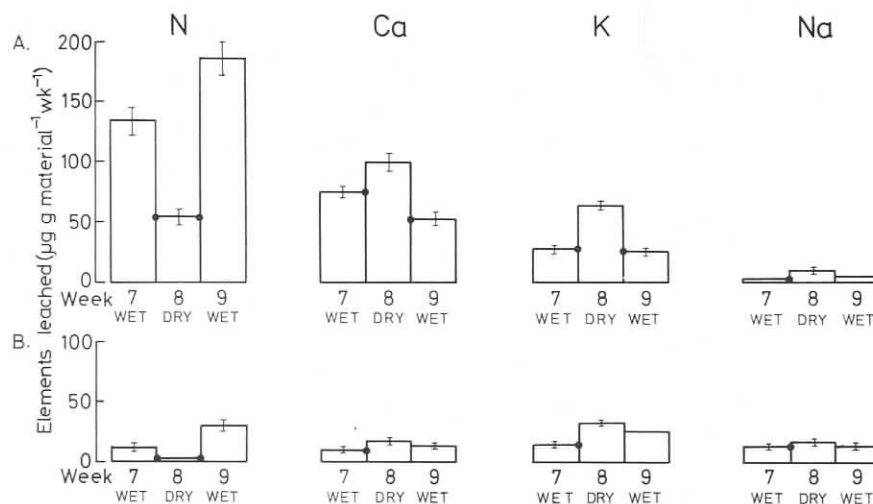 N Ca K Na
A.
Elements leached (µg g material⁻¹ wk⁻¹)
200
150
100
50
0
Week 7 8 9 7 8 9 7 8 9 7 8 9
WET DRY WET WET DRY WET WET DRY WET WET DRY WET
B.
100
50
0
Week 7 8 9 7 8 9 7 8 9 7 8 9
WET DRY WET WET DRY WET WET DRY WET WET DRY WET